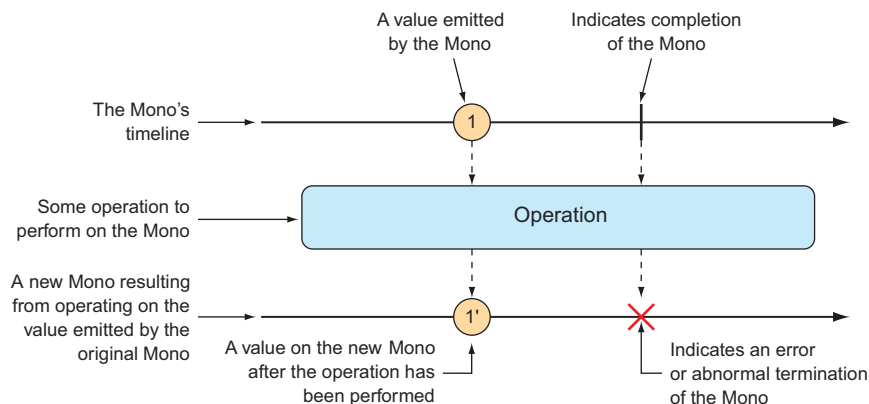 A value emitted
by the Mono
Indicates completion
of the Mono
The Mono's
timeline
1
Some operation to
perform on the Mono
Operation
A new Mono resulting
from operating on the
value emitted by the
original Mono
1'
A value on the new Mono
after the operation has
been performed
Indicates an error
or abnormal termination
of the Mono